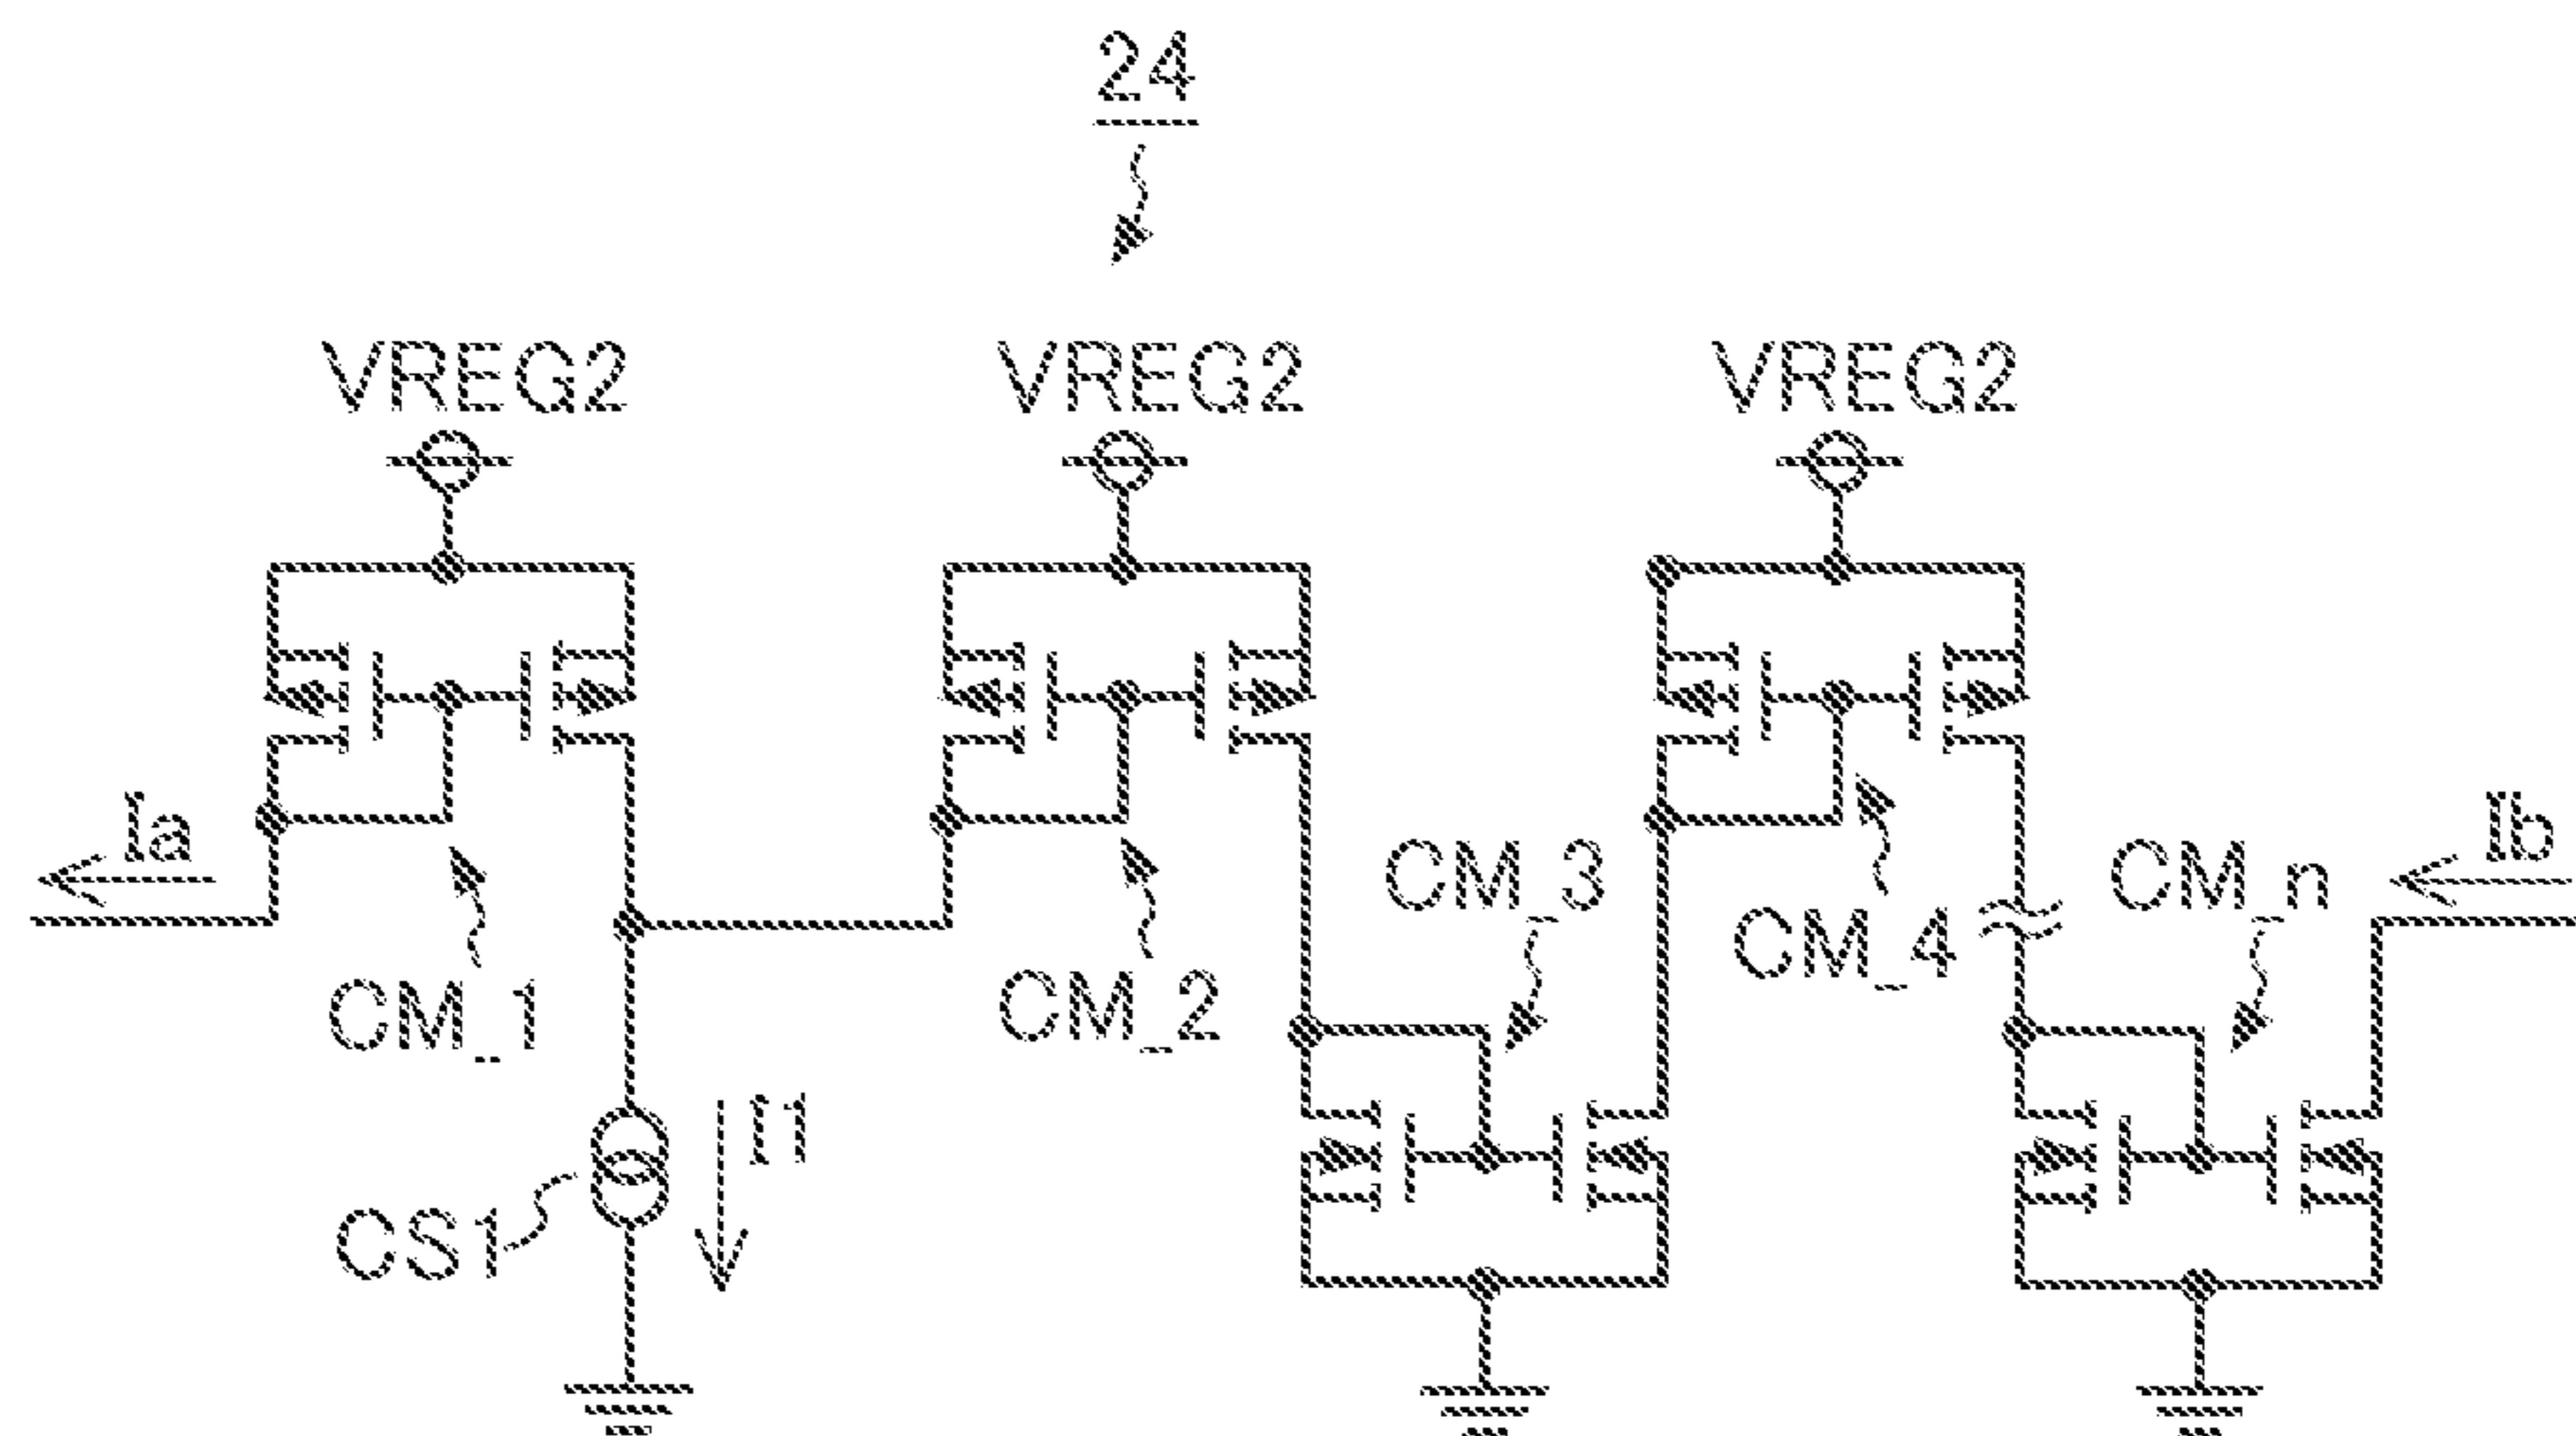 24
VREG2 VREG2 VREG2
Ia CM_3 Ib
CM_1 CM_2 CM_4 CM_n
I1
CS1